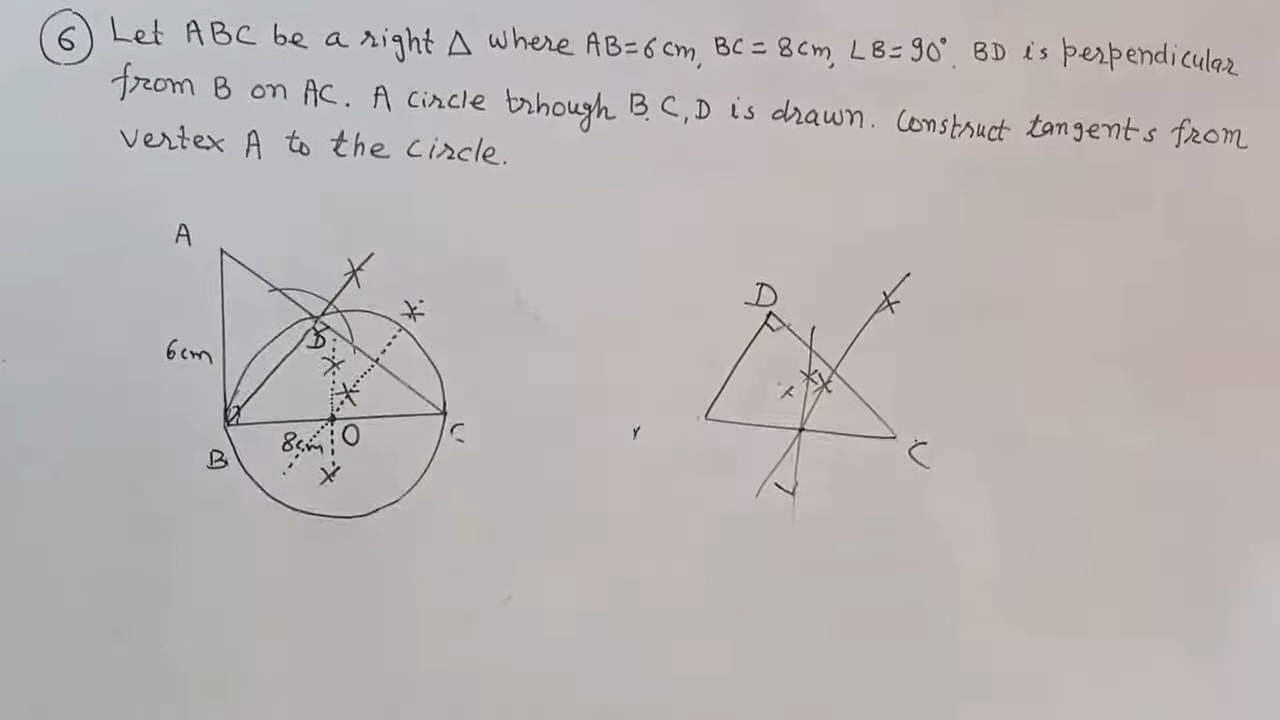 6 Let ABC be a right Δ where AB=6cm, BC=8cm, ∠B=90°. BD is perpendicular
from B on AC. A circle trhough B.C,D is drawn. Construct tangents from
vertex A to the circle.
A
D
6cm
D
8cm O C
B
C